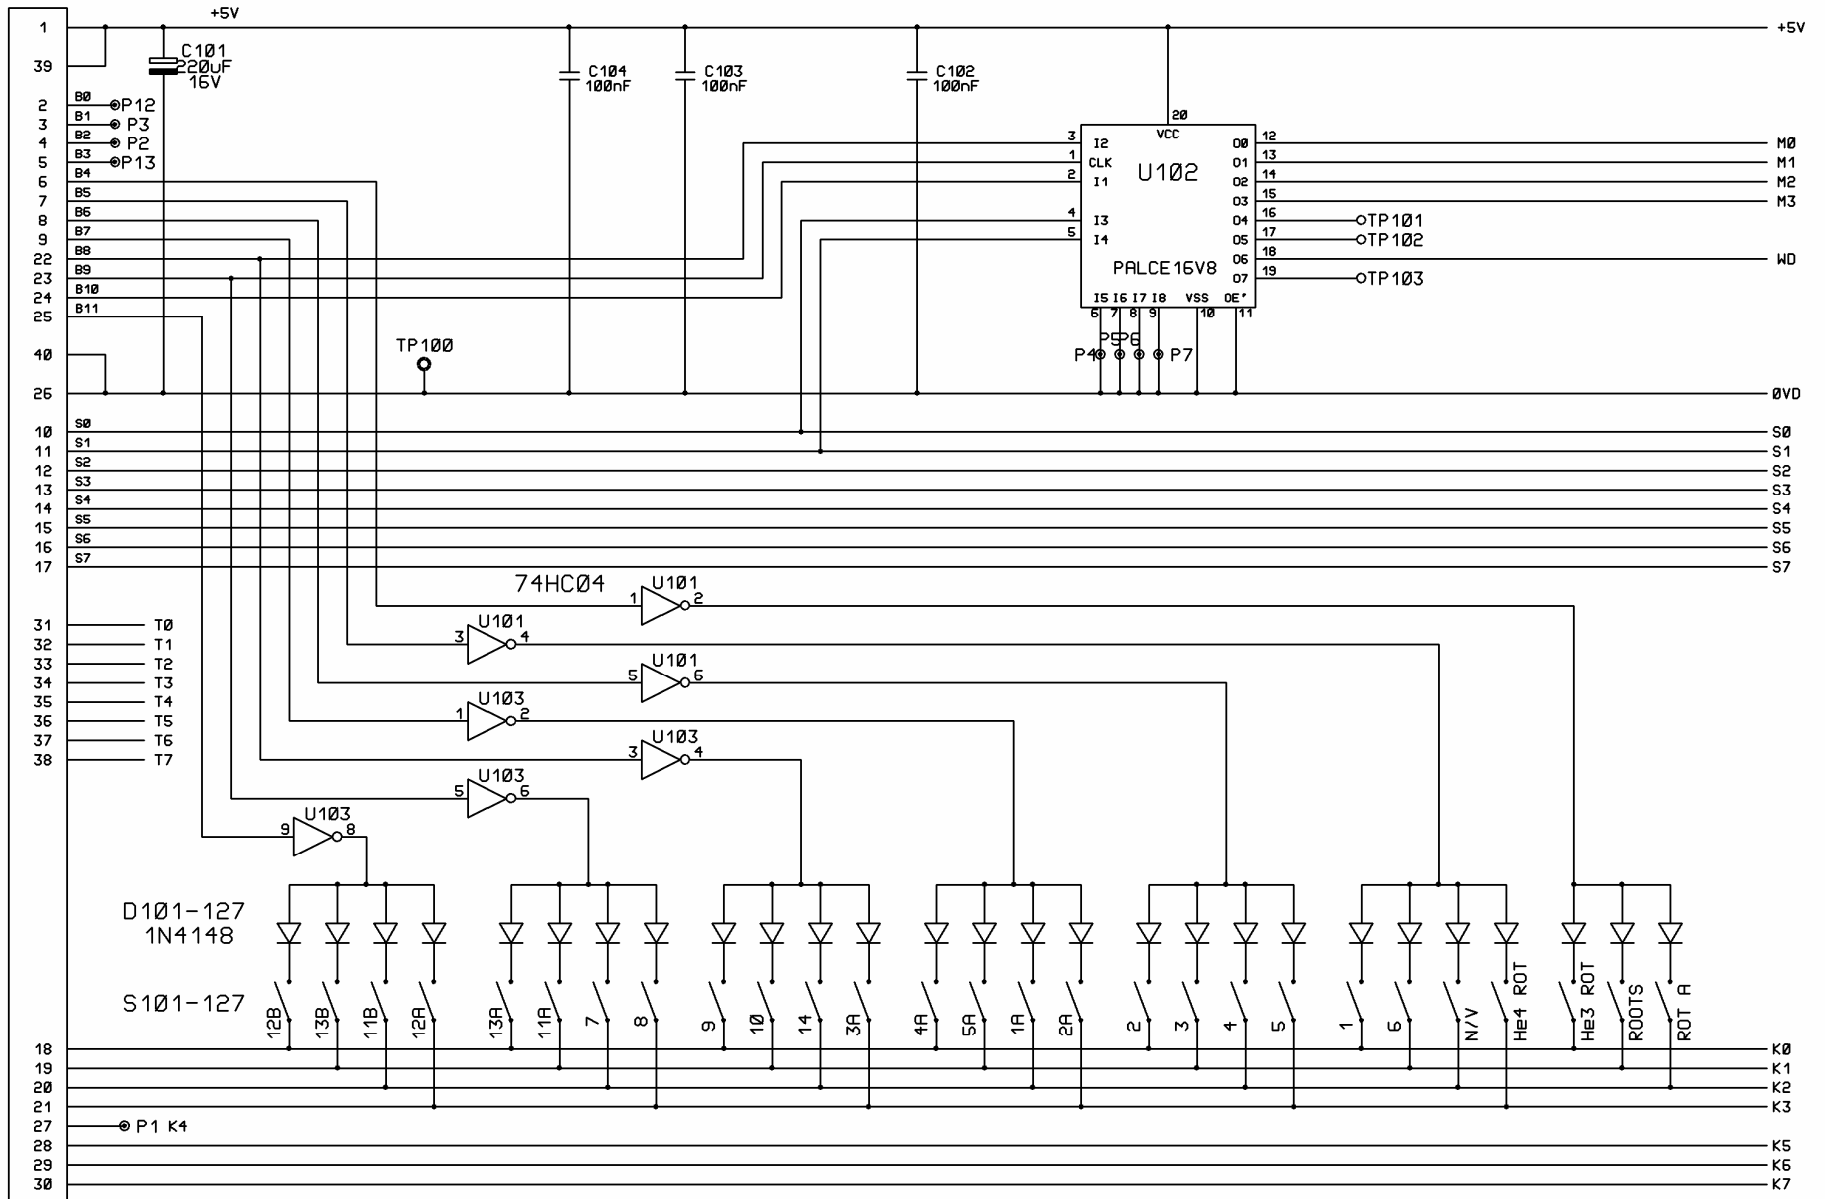 +5V
1 +5V
C101
220uF
16V
39
C104
100nF
C103
100nF
C102
100nF
2 B0 P12
3 B1 P3
4 B2 P2
5 B3 P13
6 B4
7 B5
8 B6
9 B7
22 B8
23 B9
24 B10
25 B11
40
26 0VD
TP100
20
VCC
U102
PALCE16V8
3 I2
1 CLK
2 I1
4 I3
5 I4
O0 12 M0
O1 13 M1
O2 14 M2
O3 15 M3
O4 16 TP101
O5 17 TP102
O6 18 WD
O7 19 TP103
I5 I6 I7 I8 VSS OE'
6 7 8 9 10 11
P5 P6
P4 P7
10 S0 S0
11 S1 S1
12 S2 S2
13 S3 S3
14 S4 S4
15 S5 S5
16 S6 S6
17 S7 S7
74HC04
U101
1 2
31 T0
U101
3 4
32 T1
33 T2
U101
5 6
34 T3
35 T4
U103
1 2
36 T5
37 T6
U103
3 4
38 T7
U103
5 6
U103
9 8
D101-127
1N4148
S101-127
12B 13B 11B 12A 13A 11A 7 8 9 10 14 3A 4A 5A 1A 2A 2 3 4 5 1 6 N/V He4 ROT He3 ROT ROOTS ROT A
18 K0
19 K1
20 K2
21 K3
27 P1 K4
28 K5
29 K6
30 K7